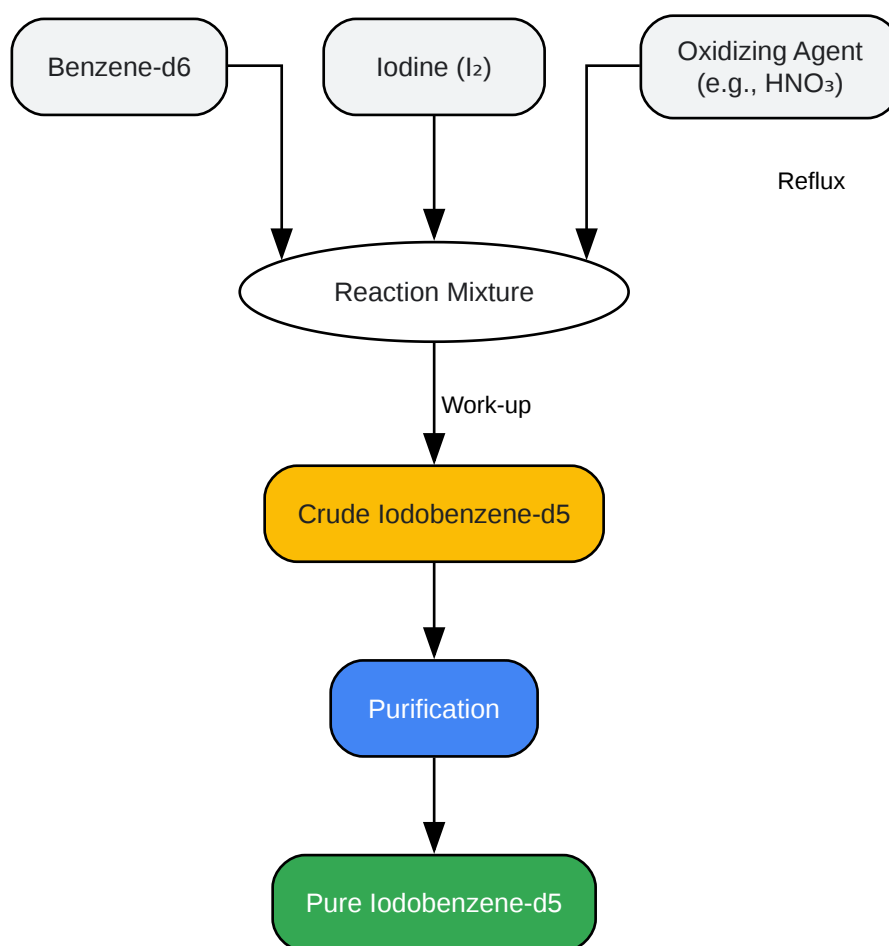 Benzene-d6
Iodine (I₂)
Oxidizing Agent
(e.g., HNO₃)
Reflux
Reaction Mixture
Work-up
Crude Iodobenzene-d5
Purification
Pure Iodobenzene-d5